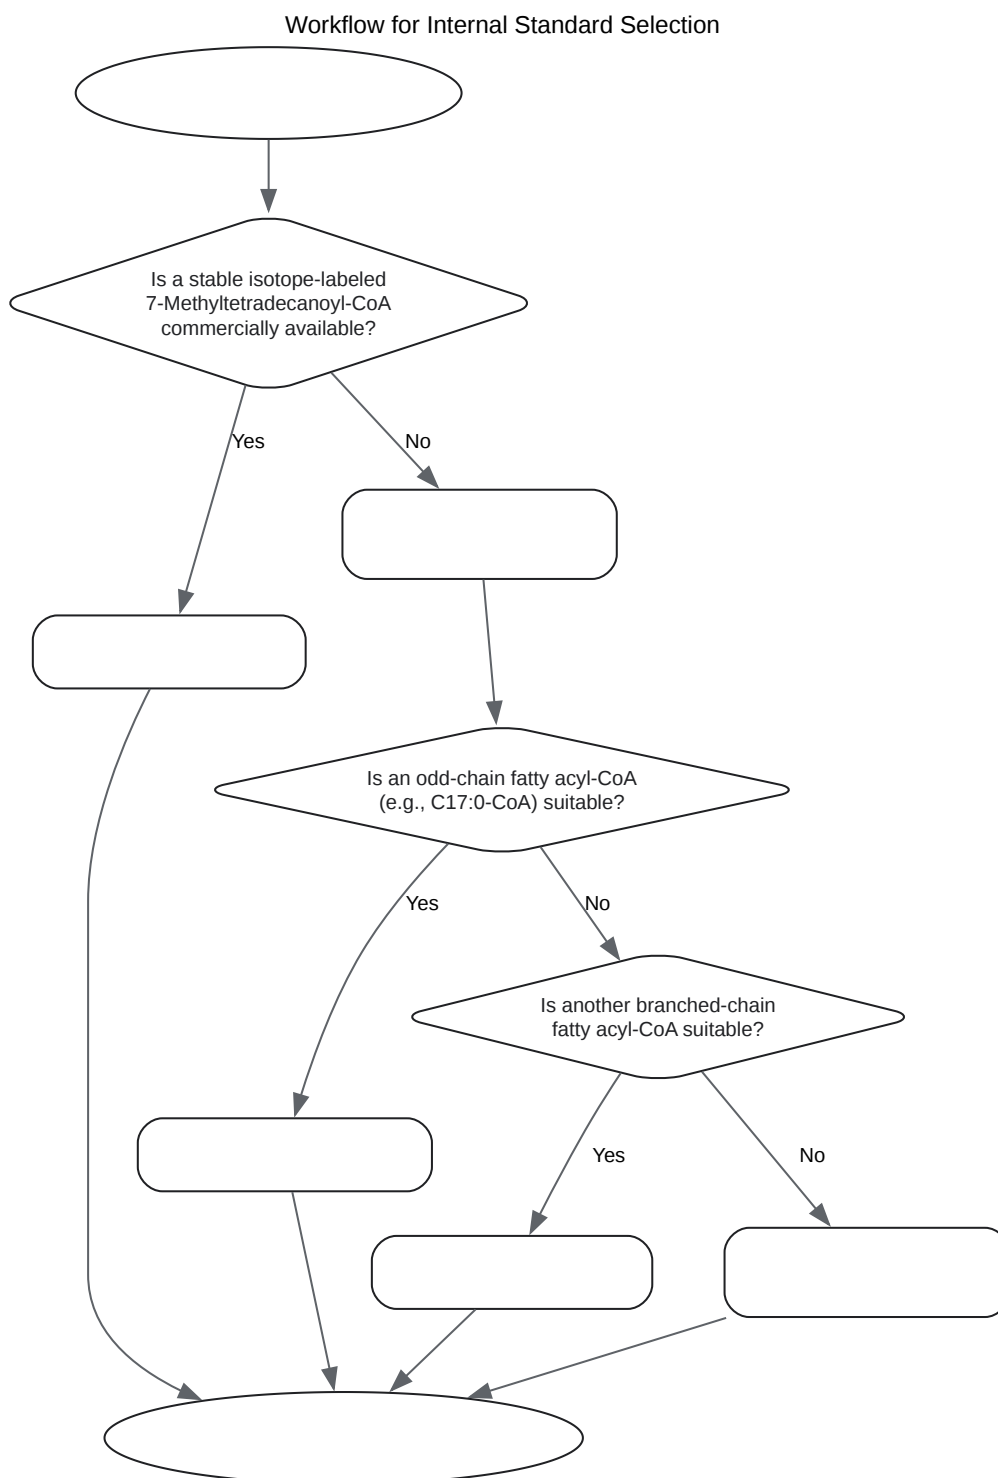 Workflow for Internal Standard Selection
Is a stable isotope-labeled
7-Methyltetradecanoyl-CoA
commercially available?
Yes
No
Is an odd-chain fatty acyl-CoA
(e.g., C17:0-CoA) suitable?
Yes
No
Is another branched-chain
fatty acyl-CoA suitable?
Yes
No